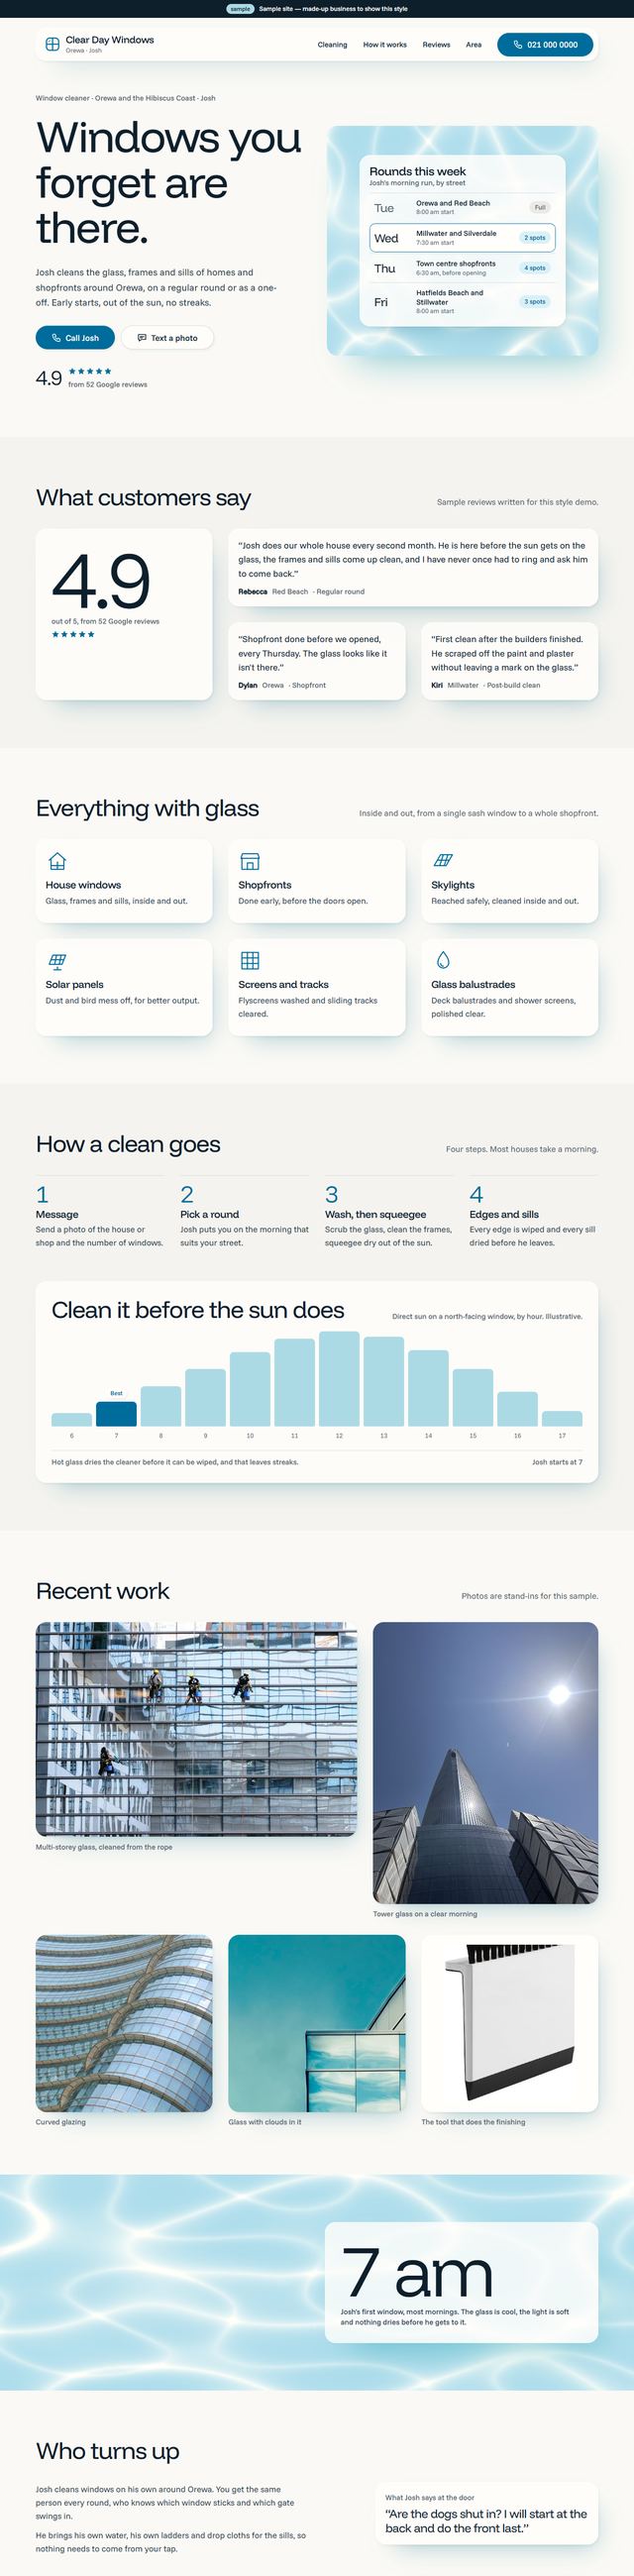 sample Sample site — made-up business to show this style
Clear Day Windows
Orewa · Josh
Cleaning How it works Reviews Area 021 000 0000
Window cleaner · Orewa and the Hibiscus Coast · Josh
Windows you
forget are
there.
Josh cleans the glass, frames and sills of homes and
shopfronts around Orewa, on a regular round or as a one-
off. Early starts, out of the sun, no streaks.
Call Josh Text a photo
4.9
from 52 Google reviews
Rounds this week
Josh's morning run, by street
Tue Orewa and Red Beach Full
8:00 am start
Wed Millwater and Silverdale 2 spots
7:30 am start
Thu Town centre shopfronts 4 spots
6:30 am, before opening
Fri Hatfields Beach and
Stillwater 3 spots
8:00 am start
What customers say
Sample reviews written for this style demo.
4.9
out of 5, from 52 Google reviews
“Josh does our whole house every second month. He is here before the sun gets on the
glass, the frames and sills come up clean, and I have never once had to ring and ask him
to come back.”
Rebecca Red Beach · Regular round
“Shopfront done before we opened,
every Thursday. The glass looks like it
isn't there.”
Dylan Orewa · Shopfront
“First clean after the builders finished.
He scraped off the paint and plaster
without leaving a mark on the glass.”
Kiri Millwater · Post-build clean
Everything with glass
Inside and out, from a single sash window to a whole shopfront.
House windows
Glass, frames and sills, inside and out.
Shopfronts
Done early, before the doors open.
Skylights
Reached safely, cleaned inside and out.
Solar panels
Dust and bird mess off, for better output.
Screens and tracks
Flyscreens washed and sliding tracks
cleared.
Glass balustrades
Deck balustrades and shower screens,
polished clear.
How a clean goes
Four steps. Most houses take a morning.
1
Message
Send a photo of the house or
shop and the number of windows.
2
Pick a round
Josh puts you on the morning that
suits your street.
3
Wash, then squeegee
Scrub the glass, clean the frames,
squeegee dry out of the sun.
4
Edges and sills
Every edge is wiped and every sill
dried before he leaves.
Clean it before the sun does
Direct sun on a north-facing window, by hour. Illustrative.
Best
6 7 8 9 10 11 12 13 14 15 16 17
Hot glass dries the cleaner before it can be wiped, and that leaves streaks.
Josh starts at 7
Recent work
Photos are stand-ins for this sample.
Multi-storey glass, cleaned from the rope
Tower glass on a clear morning
Curved glazing
Glass with clouds in it
The tool that does the finishing
7 am
Josh's first window, most mornings. The glass is cool, the light is soft
and nothing dries before he gets to it.
Who turns up
Josh cleans windows on his own around Orewa. You get the same
person every round, who knows which window sticks and which gate
swings in.
He brings his own water, his own ladders and drop cloths for the sills, so
nothing needs to come from your tap.
What Josh says at the door
“Are the dogs shut in? I will start at the
back and do the front last.”